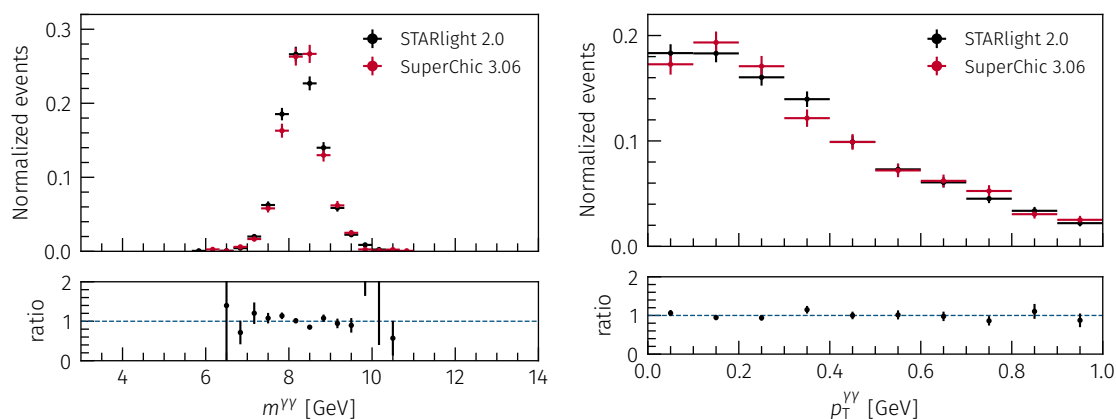 0.3
0.2
0.1
0.0
Normalized events
STARlight 2.0
SuperChic 3.06
2
1
0
ratio
4 6 8 10 12 14
m^γγ [GeV]
0.2
0.1
0.0
Normalized events
STARlight 2.0
SuperChic 3.06
2
1
0
ratio
0.0 0.2 0.4 0.6 0.8 1.0
p_T^γγ [GeV]